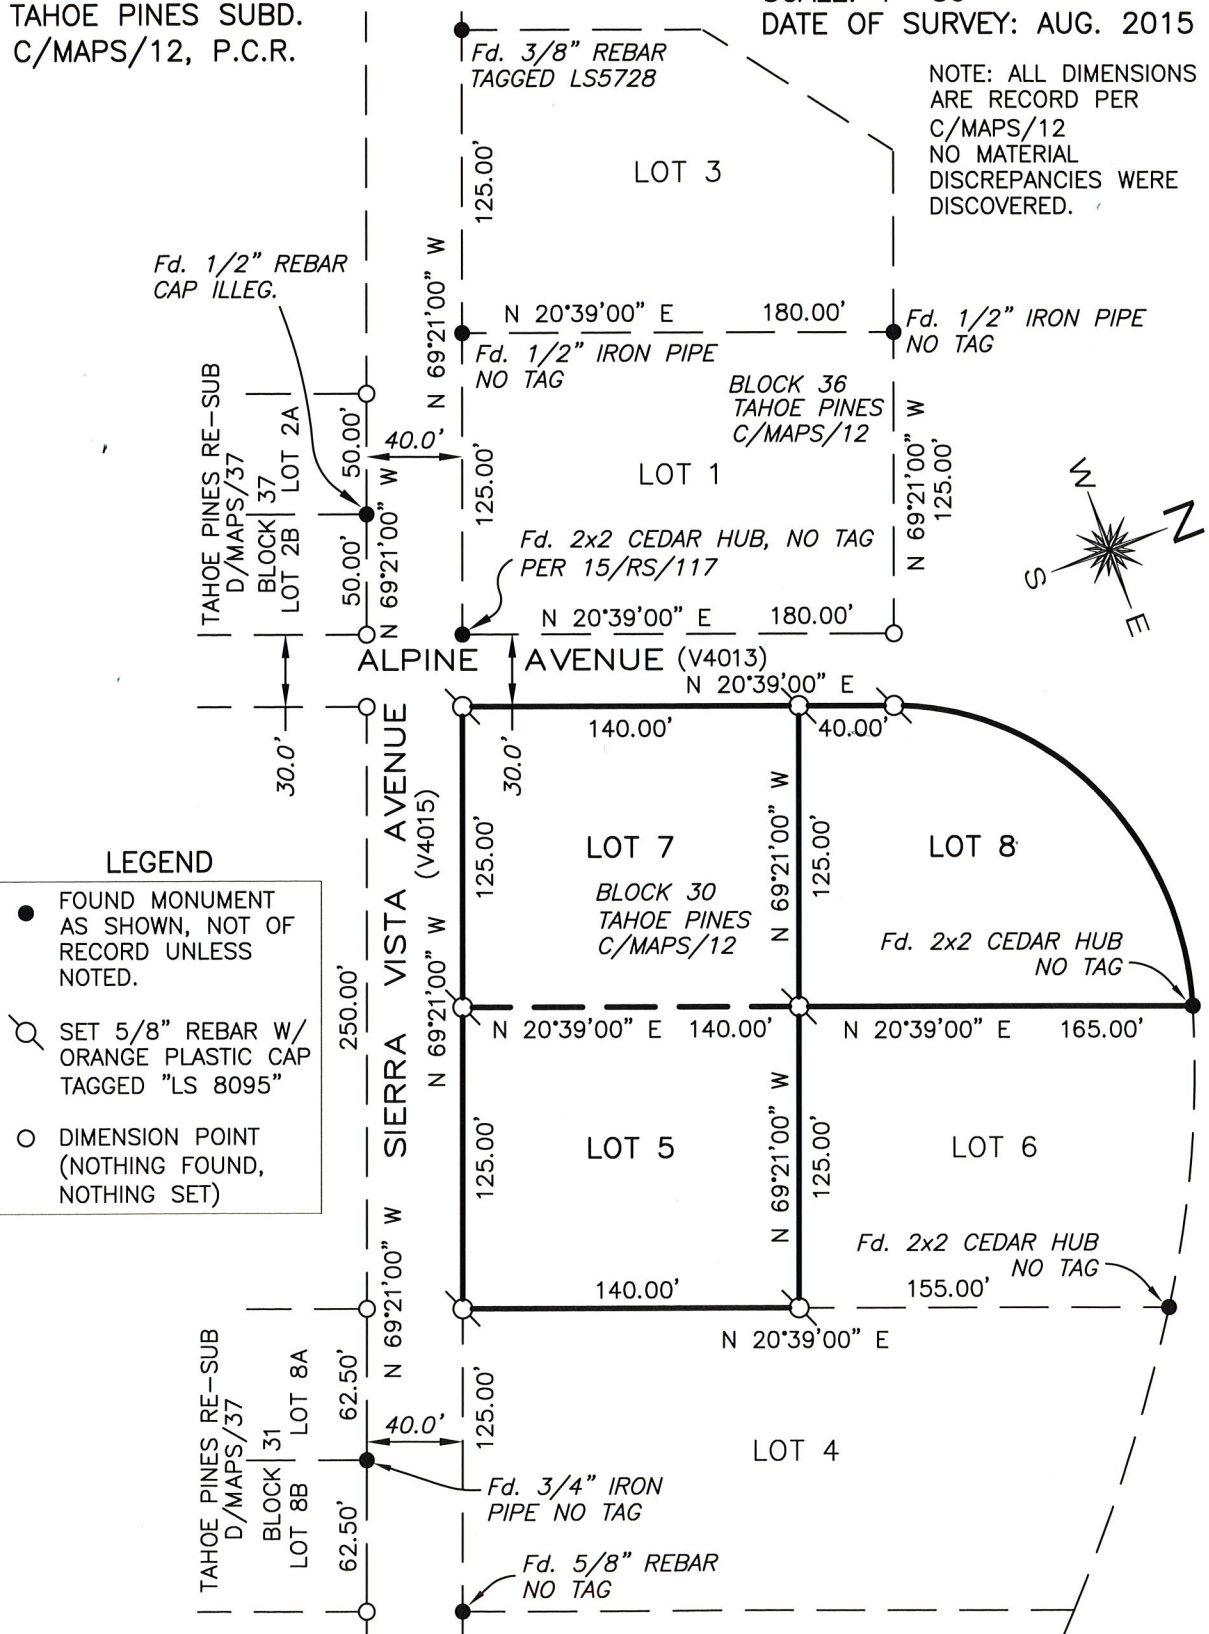 TAHOE PINES SUBD.
C/MAPS/12, P.C.R.
DATE OF SURVEY: AUG. 2015
NOTE: ALL DIMENSIONS
ARE RECORD PER
C/MAPS/12
NO MATERIAL
DISCREPANCIES WERE
DISCOVERED.
Fd. 3/8" REBAR
TAGGED LS5728
LOT 3
125.00'
N 69°21'00" W
Fd. 1/2" REBAR
CAP ILLEG.
N 20°39'00" E 180.00'
Fd. 1/2" IRON PIPE
NO TAG
Fd. 1/2" IRON PIPE
NO TAG
BLOCK 36
TAHOE PINES
C/MAPS/12
TAHOE PINES RE-SUB
D/MAPS/37
BLOCK 37
LOT 2B LOT 2A
50.00'
50.00'
N 69°21'00" W
40.0'
125.00'
LOT 1
N 69°21'00" W
125.00'
Fd. 2x2 CEDAR HUB, NO TAG
PER 15/RS/117
W
N
S
E
N 20°39'00" E 180.00'
ALPINE AVENUE (V4013)
N 20°39'00" E
140.00'
40.00'
30.0'
30.0'
SIERRA VISTA AVENUE
(V4015)
125.00'
LOT 7
BLOCK 30
TAHOE PINES
C/MAPS/12
N 69°21'00" W
125.00'
LOT 8
Fd. 2x2 CEDAR HUB
NO TAG
LEGEND
FOUND MONUMENT
AS SHOWN, NOT OF
RECORD UNLESS
NOTED.
SET 5/8" REBAR W/
ORANGE PLASTIC CAP
TAGGED "LS 8095"
DIMENSION POINT
(NOTHING FOUND,
NOTHING SET)
250.00'
N 69°21'00" W
N 20°39'00" E 140.00'
N 20°39'00" E 165.00'
125.00'
LOT 5
N 69°21'00" W
125.00'
LOT 6
Fd. 2x2 CEDAR HUB
NO TAG
N 69°21'00" W
140.00'
155.00'
N 20°39'00" E
TAHOE PINES RE-SUB
D/MAPS/37
BLOCK 31
LOT 8B LOT 8A
62.50'
62.50'
40.0'
125.00'
LOT 4
Fd. 3/4" IRON
PIPE NO TAG
Fd. 5/8" REBAR
NO TAG